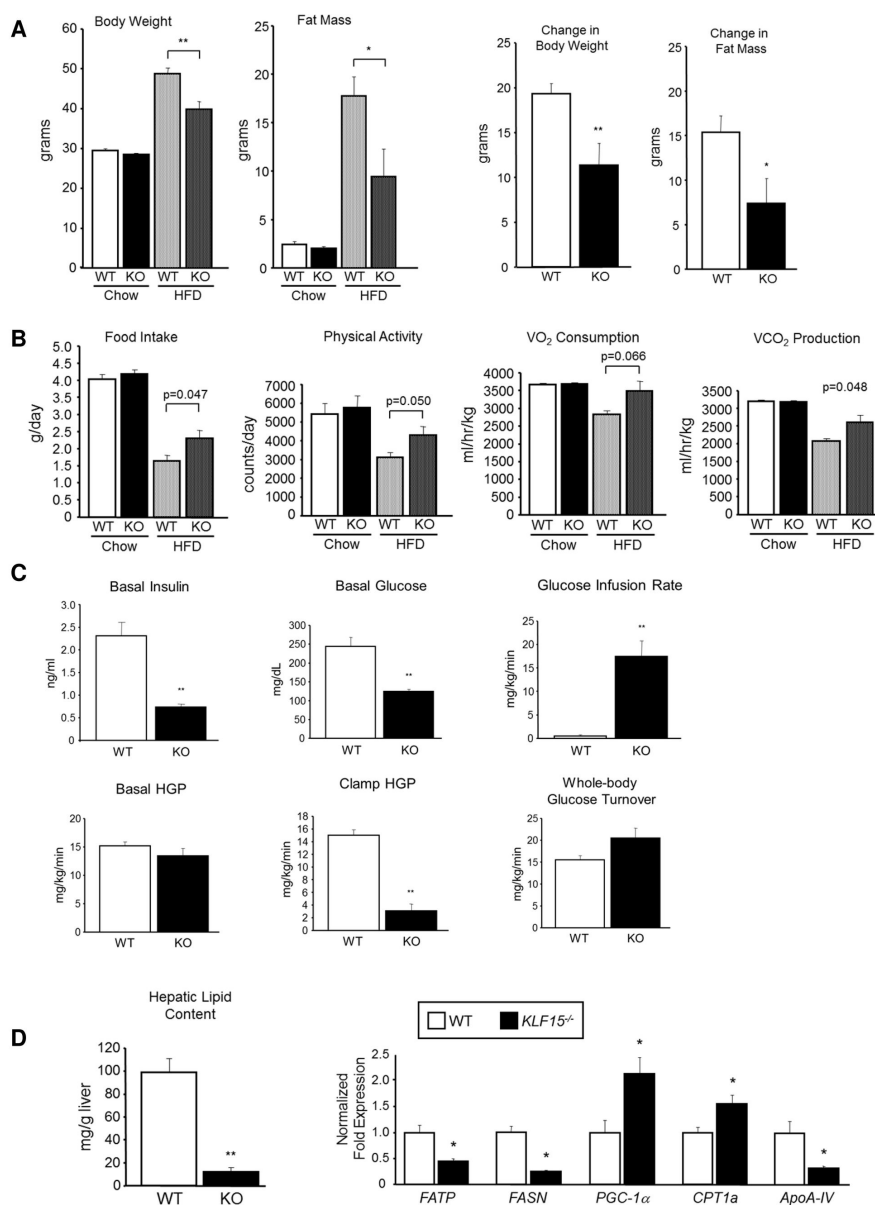 A
Body Weight
grams
60
50
40
30
20
10
0
**
WT KO WT KO
Chow HFD
Fat Mass
grams
25
20
15
10
5
0
*
WT KO WT KO
Chow HFD
Change in
Body Weight
grams
25
20
15
10
5
0
**
WT KO
Change in
Fat Mass
grams
25
20
15
10
5
0
*
WT KO
B
Food Intake
g/day
5.0
4.5
4.0
3.5
3.0
2.5
2.0
1.5
1.0
0.5
0.0
p=0.047
WT KO WT KO
Chow HFD
Physical Activity
counts/day
7000
6000
5000
4000
3000
2000
1000
0
p=0.050
WT KO WT KO
Chow HFD
VO₂ Consumption
ml/hr/kg
4000
3500
3000
2500
2000
1500
1000
500
0
p=0.066
WT KO WT KO
Chow HFD
VCO₂ Production
ml/hr/kg
3500
3000
2500
2000
1500
1000
500
0
p=0.048
WT KO WT KO
Chow HFD
C
Basal Insulin
ng/ml
3.0
2.5
2.0
1.5
1.0
0.5
0
**
WT KO
Basal Glucose
mg/dL
300
250
200
150
100
50
0
**
WT KO
Glucose Infusion Rate
mg/kg/min
25
20
15
10
5
0
**
WT KO
Basal HGP
mg/kg/min
25
20
15
10
5
0
WT KO
Clamp HGP
mg/kg/min
18
16
14
12
10
8
6
4
2
0
**
WT KO
Whole-body
Glucose Turnover
mg/kg/min
25
20
15
10
5
0
WT KO
D
Hepatic Lipid
Content
mg/g liver
120
100
80
60
40
20
0
**
WT KO
WT KLF15⁻/⁻
Normalized
Fold Expression
2.5
2.0
1.5
1.0
0.5
0
* * * * *
FATP FASN PGC-1α CPT1a ApoA-IV